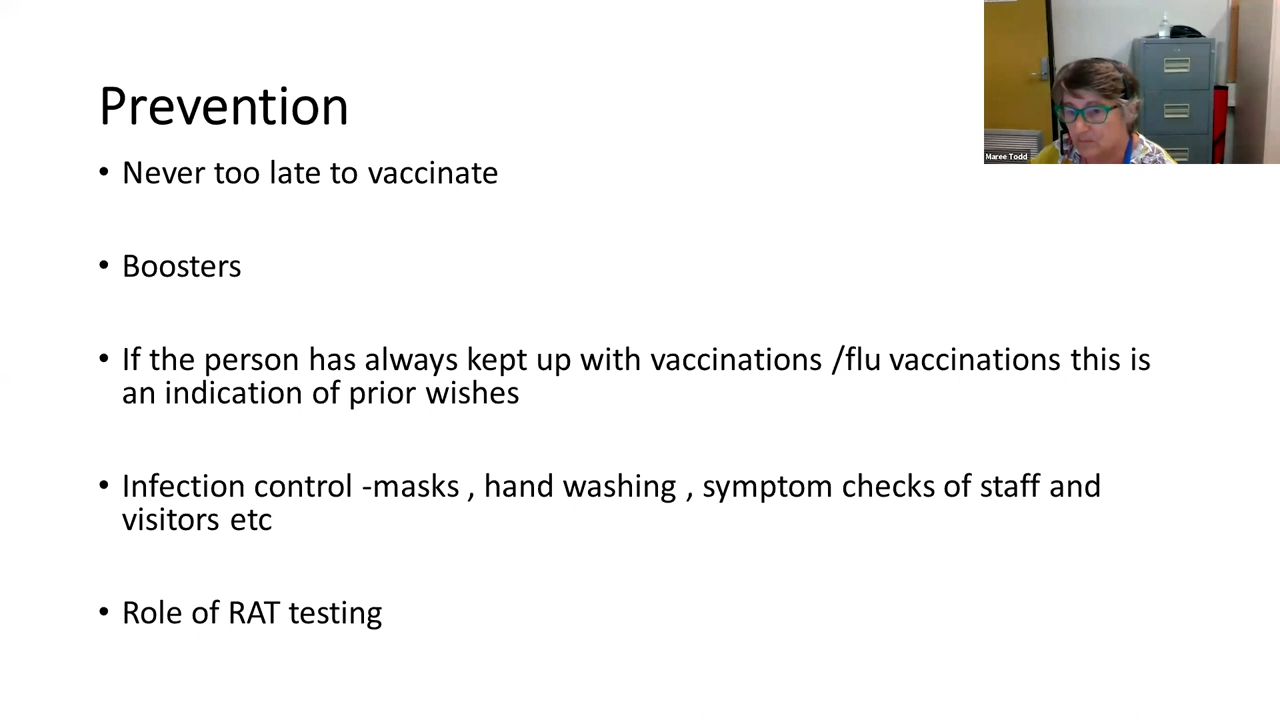 Prevention
• Never too late to vaccinate
• Boosters
• If the person has always kept up with vaccinations /flu vaccinations this is
an indication of prior wishes
• Infection control -masks , hand washing , symptom checks of staff and
visitors etc
• Role of RAT testing
Maree Todd